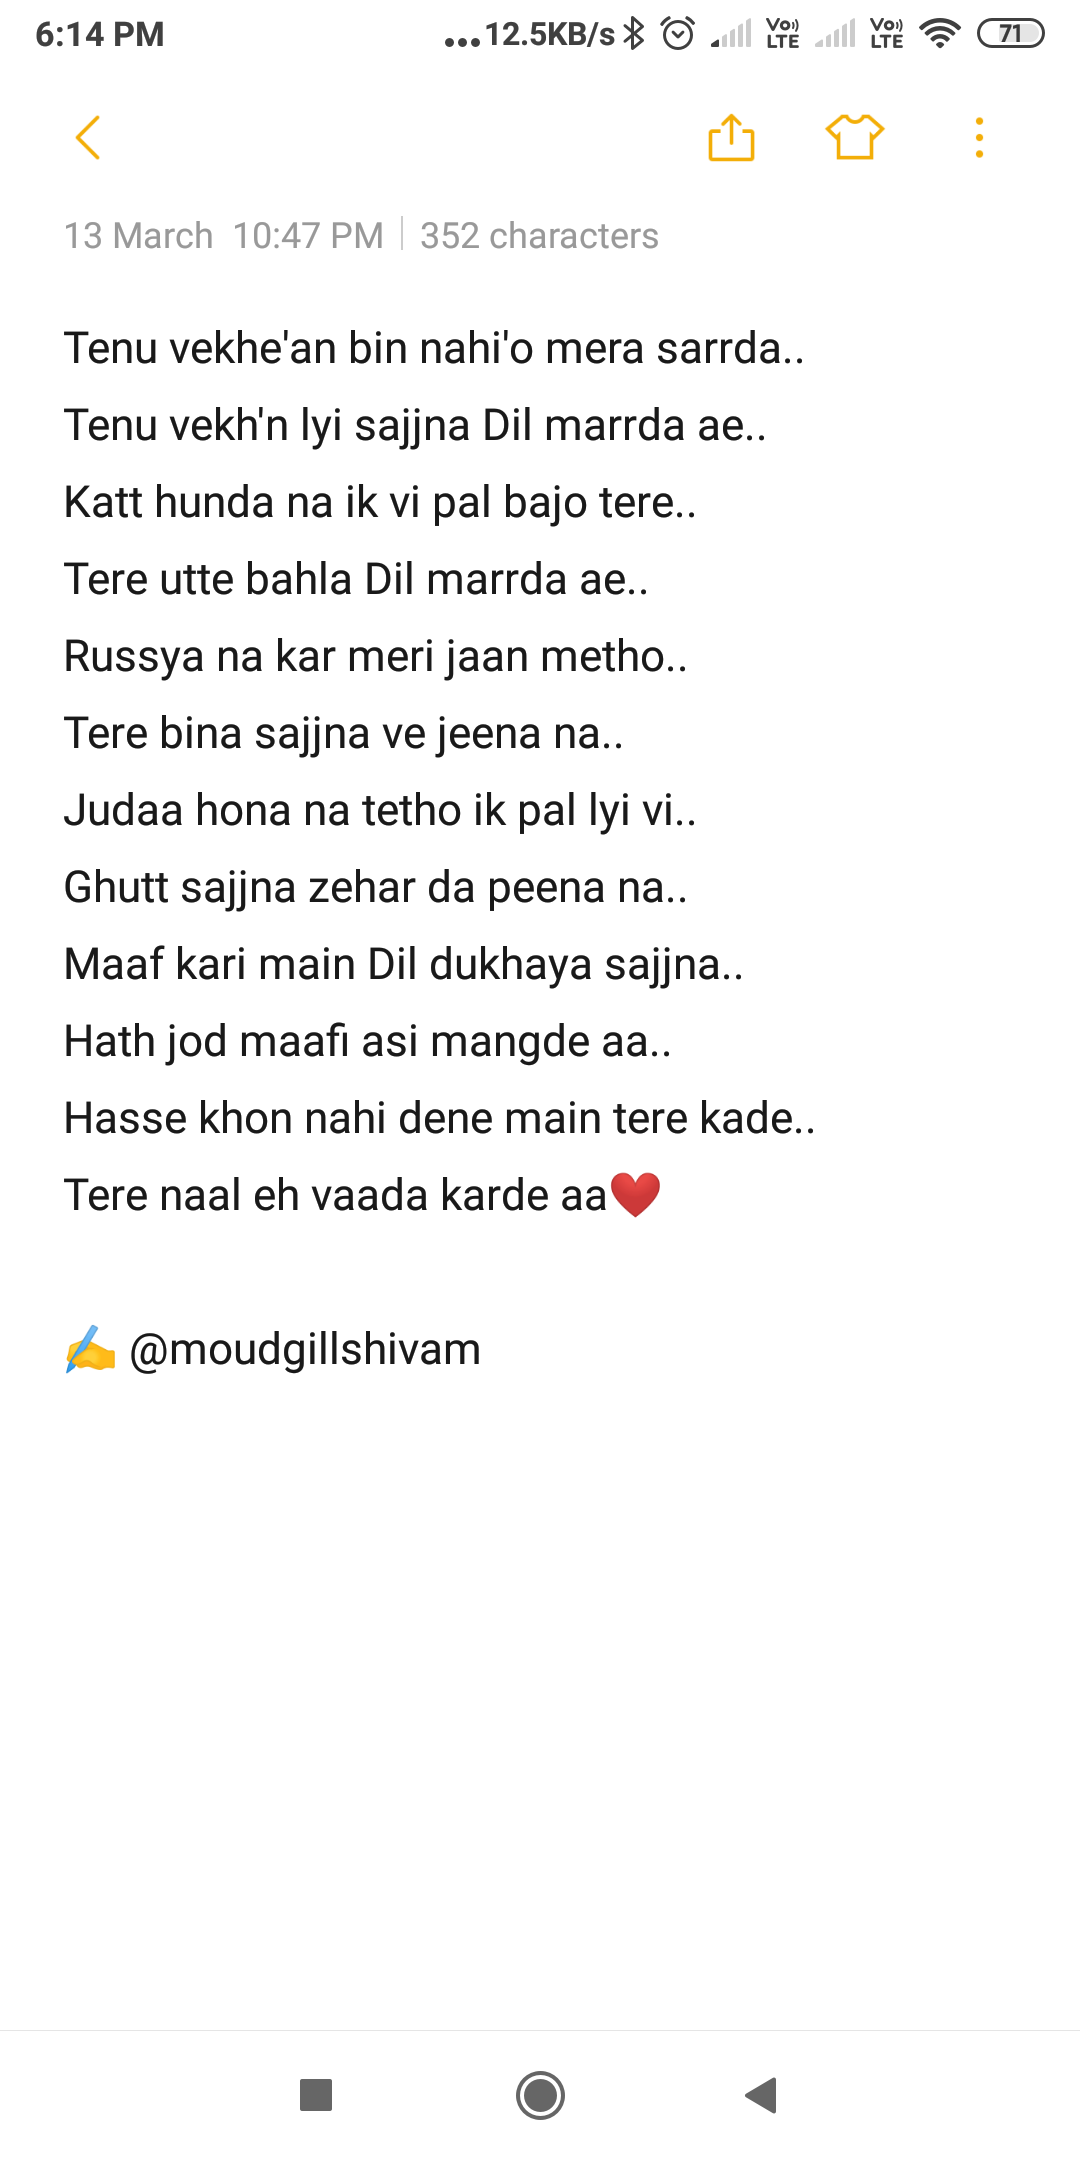 6:14 PM ...12.5KB/s Vo)) LTE Vo)) LTE 71
13 March 10:47 PM | 352 characters
Tenu vekhe'an bin nahi'o mera sarrda..
Tenu vekh'n lyi sajjna Dil marrda ae..
Katt hunda na ik vi pal bajo tere..
Tere utte bahla Dil marrda ae..
Russya na kar meri jaan metho..
Tere bina sajjna ve jeena na..
Judaa hona na tetho ik pal lyi vi..
Ghutt sajjna zehar da peena na..
Maaf kari main Dil dukhaya sajjna..
Hath jod maafi asi mangde aa..
Hasse khon nahi dene main tere kade..
Tere naal eh vaada karde aa❤️
✍️ @moudgillshivam